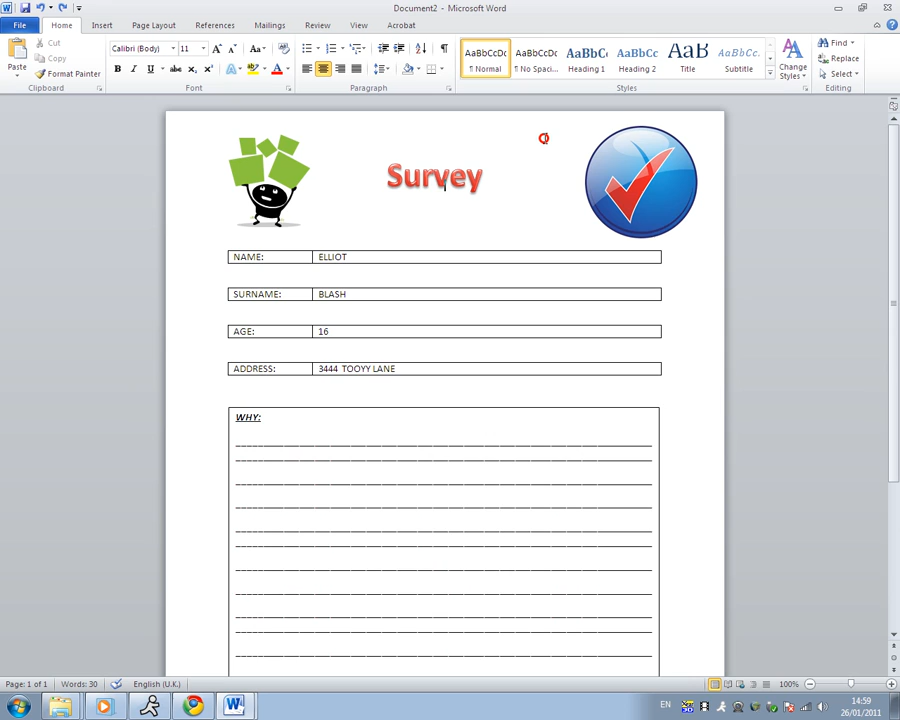 Document2 - Microsoft Word
File Home Insert Page Layout References Mailings Review View Acrobat
Cut
Copy
Format Painter
Paste
Clipboard
Calibri (Body) 11
Font
Paragraph
AaBbCcDc AaBbCcDc AaBbC AaBbCc AaB AaBbCc.
¶ Normal ¶ No Spaci... Heading 1 Heading 2 Title Subtitle
Change Styles
Styles
Find
Replace
Select
Editing
Survey
NAME: ELLIOT
SURNAME: BLASH
AGE: 16
ADDRESS: 3444 TOOYY LANE
WHY:
Page: 1 of 1 Words: 30 English (U.K.) 100%
EN 14:59
26/01/2011